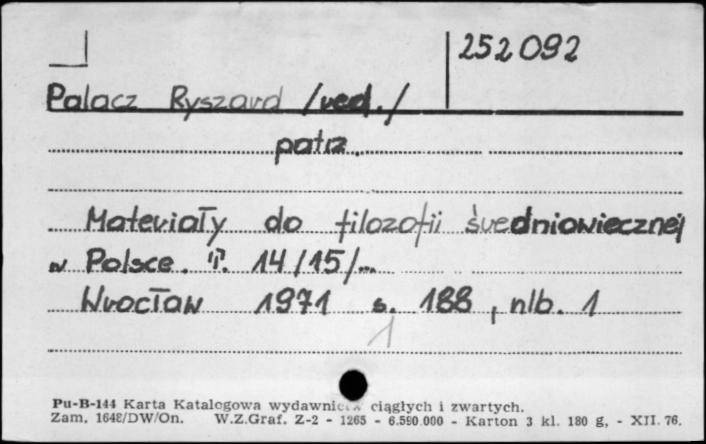 252092
Palacz Ryszard /red./
patrz.
Materiały do filozofii średniowiecznej
w Polsce. T. 14/15/...
Wrocław 1971 s. 188, nlb. 1
1
Pu-B-144 Karta Katalogowa wydawnictw ciągłych i zwartych.
Zam. 1648/DW/On. W.Z.Graf. Z-2 - 1265 - 6.590.000 - Karton 3 kl. 180 g, - XII. 76.